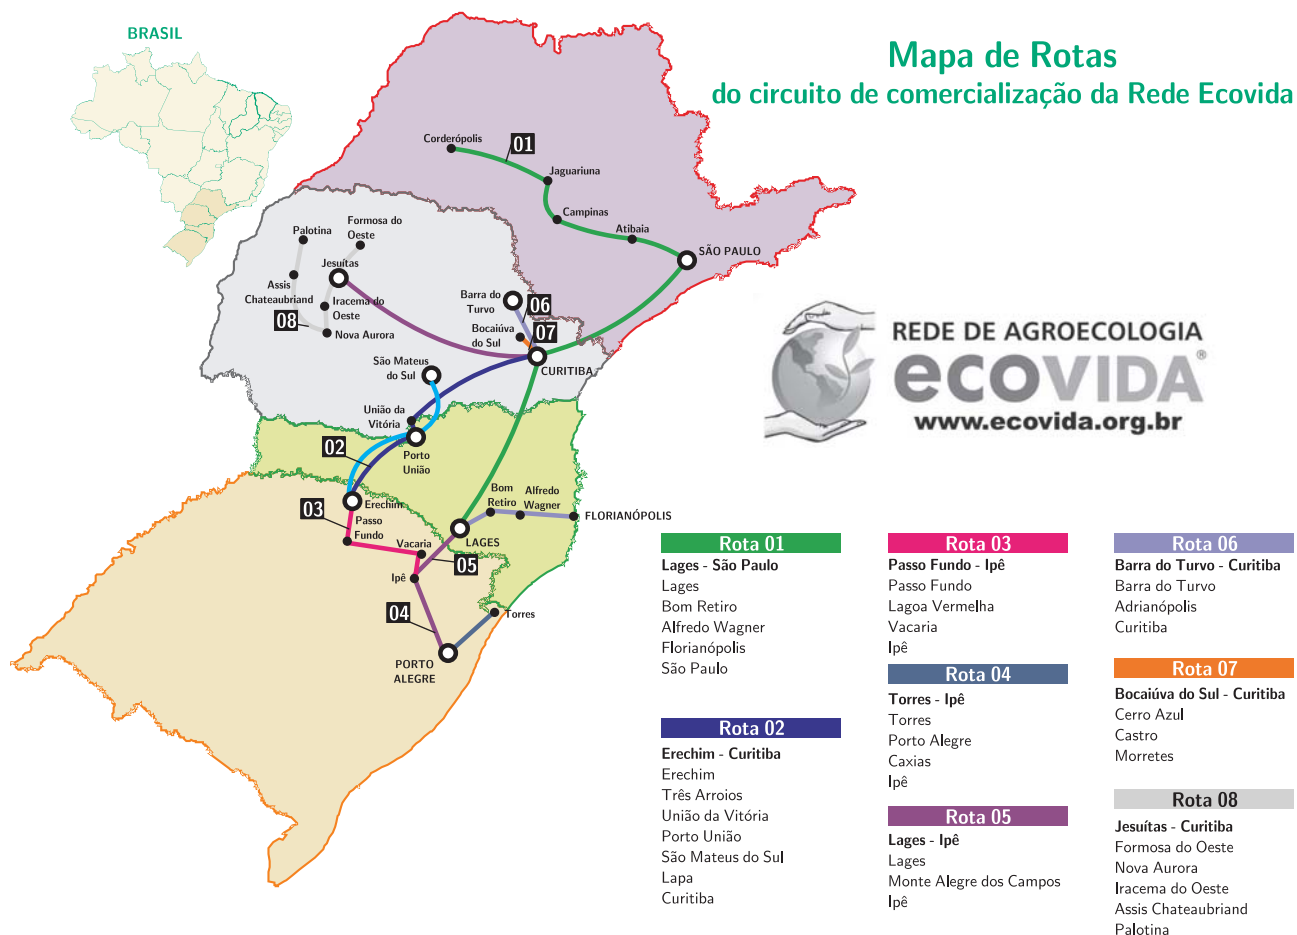 BRASIL
Mapa de Rotas
do circuito de comercialização da Rede Ecovida
Corderópolis
01
Jaguariuna
Campinas
Atibaia
SÃO PAULO
Formosa do
Oeste
Palotina
Jesuítas
Assis
Chateaubriand
Iracema do
Oeste
08
Nova Aurora
Barra do
Turvo
06
Bocaiúva
do Sul
07
CURITIBA
São Mateus
do Sul
União da
Vitória
02
Porto
União
Erechim
03
Passo
Fundo
Vacaria
05
Ipê
04
LAGES
Bom
Retiro
Alfredo
Wagner
FLORIANÓPOLIS
Torres
PORTO
ALEGRE
REDE DE AGROECOLOGIA
ecovida®
www.ecovida.org.br
Rota 01
Lages - São Paulo
Lages
Bom Retiro
Alfredo Wagner
Florianópolis
São Paulo
Rota 02
Erechim - Curitiba
Erechim
Três Arroios
União da Vitória
Porto União
São Mateus do Sul
Lapa
Curitiba
Rota 03
Passo Fundo - Ipê
Passo Fundo
Lagoa Vermelha
Vacaria
Ipê
Rota 04
Torres - Ipê
Torres
Porto Alegre
Caxias
Ipê
Rota 05
Lages - Ipê
Lages
Monte Alegre dos Campos
Ipê
Rota 06
Barra do Turvo - Curitiba
Barra do Turvo
Adrianópolis
Curitiba
Rota 07
Bocaiúva do Sul - Curitiba
Cerro Azul
Castro
Morretes
Rota 08
Jesuítas - Curitiba
Formosa do Oeste
Nova Aurora
Iracema do Oeste
Assis Chateaubriand
Palotina